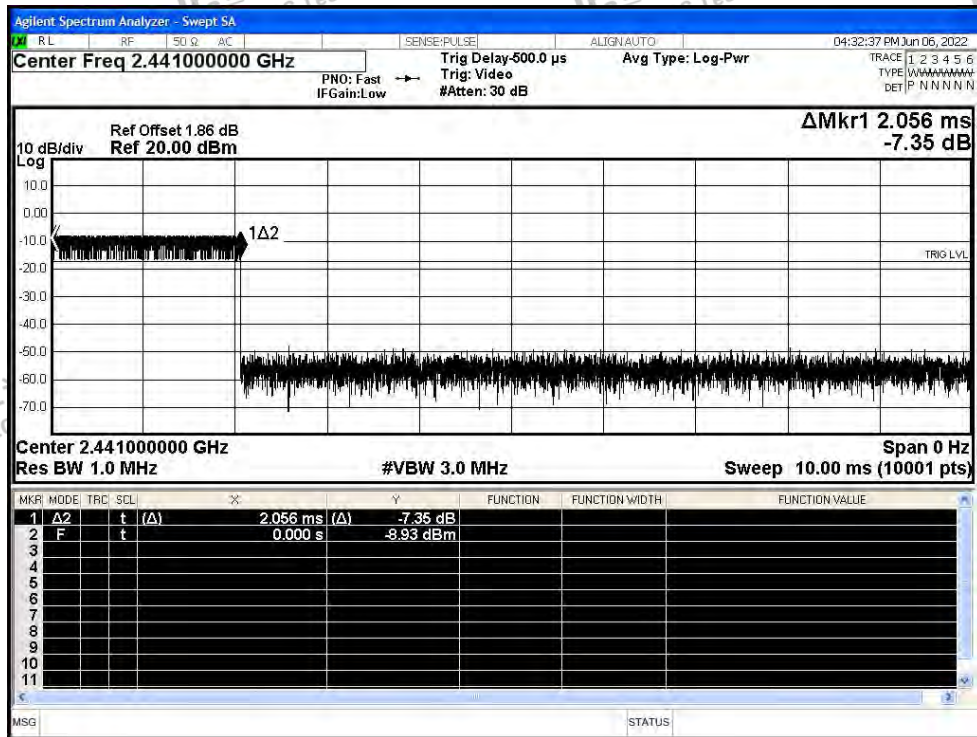 Agilent Spectrum Analyzer - Swept SA
LXI RL RF 50 Ω AC SENSE:PULSE ALIGNAUTO 04:32:37 PM Jun 06, 2022
Center Freq 2.441000000 GHz
PNO: Fast
IFGain:Low
Trig Delay-500.0 µs
Trig: Video
#Atten: 30 dB
Avg Type: Log-Pwr
TRACE 1 2 3 4 5 6
TYPE WWWWWW
DET P N N N N N
ΔMkr1 2.056 ms
-7.35 dB
Ref Offset 1.86 dB
10 dB/div Ref 20.00 dBm
Log
10.0
0.00
-10.0
1Δ2
TRIG LVL
-20.0
-30.0
-40.0
-50.0
-60.0
-70.0
Center 2.441000000 GHz Span 0 Hz
Res BW 1.0 MHz #VBW 3.0 MHz Sweep 10.00 ms (10001 pts)
MKR MODE TRC SCL X Y FUNCTION FUNCTION WIDTH FUNCTION VALUE
1 Δ2 t (Δ) 2.056 ms (Δ) -7.35 dB
2 F t 0.000 s -8.93 dBm
3
4
5
6
7
8
9
10
11
MSG STATUS